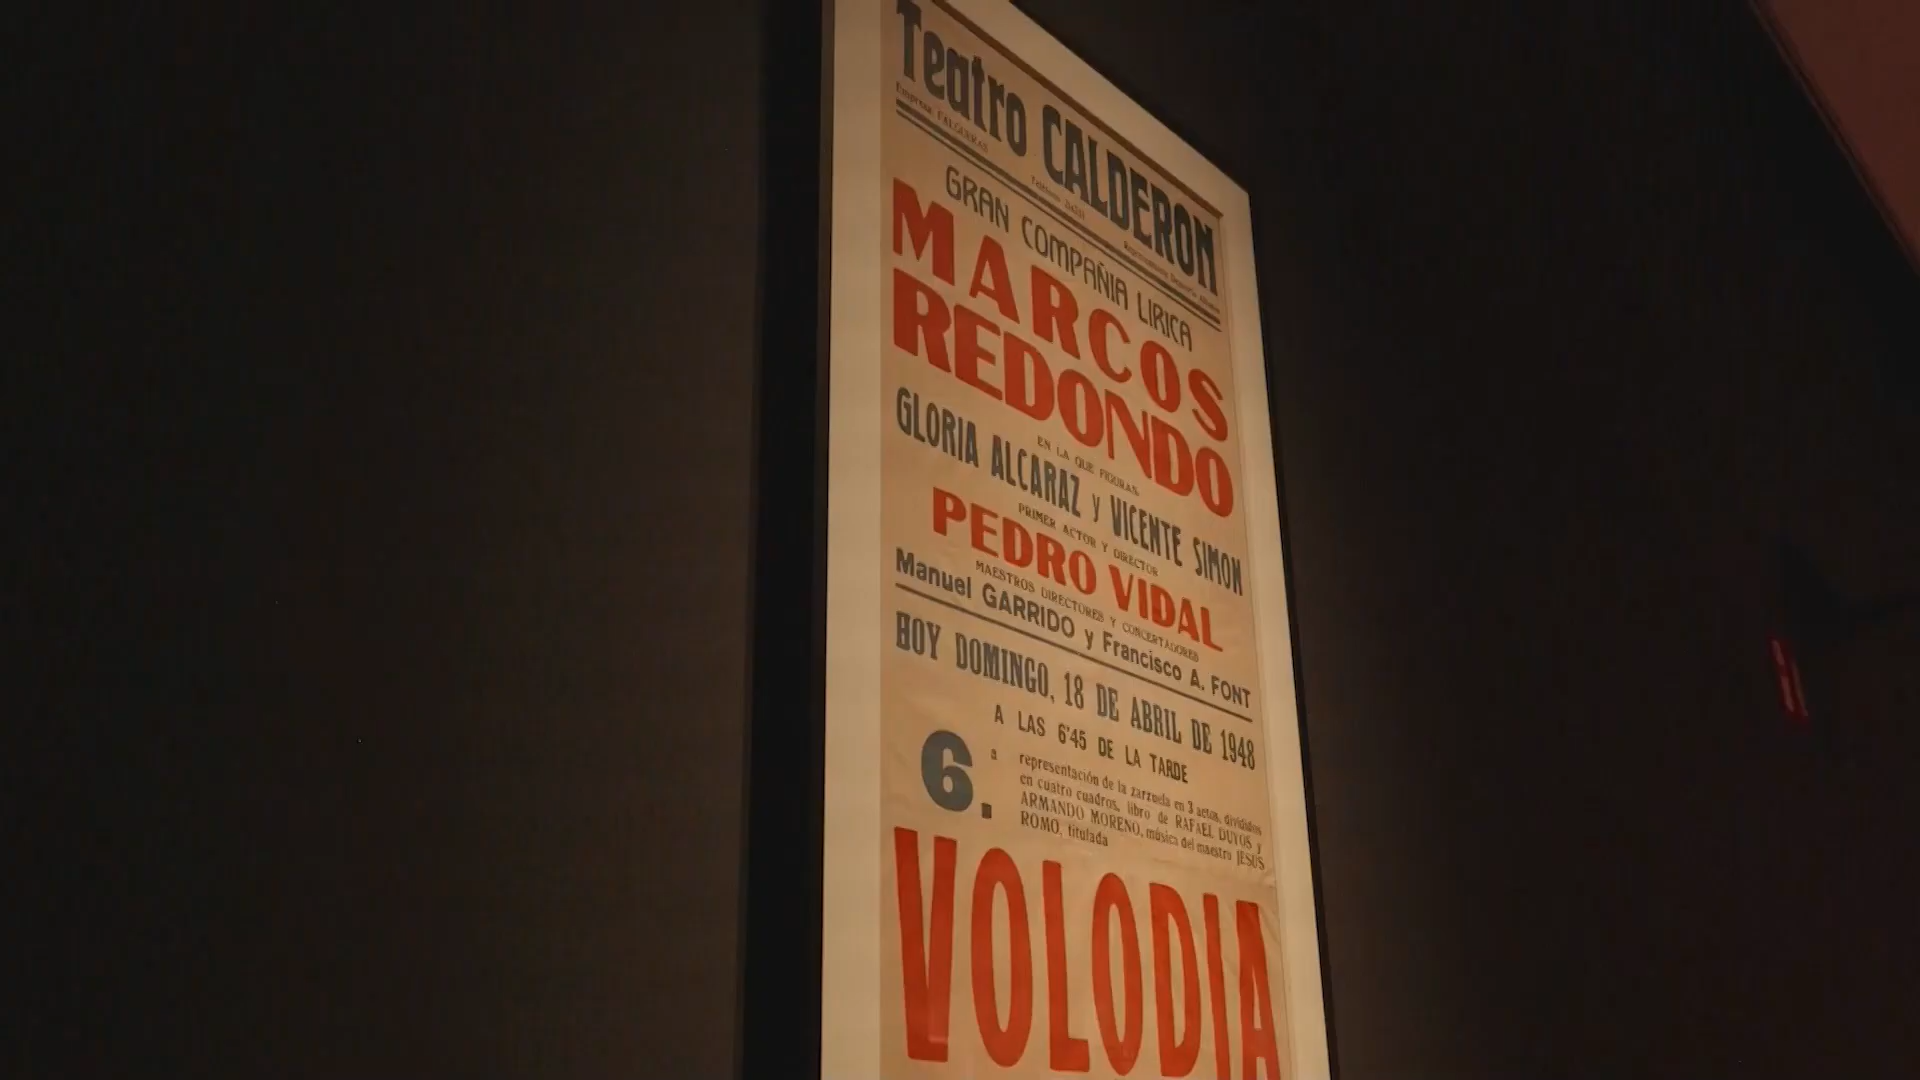 Teatro CALDERON
Empresa FALGUERAS
GRAN COMPAÑIA LIRICA
MARCOS
REDONDO
EN LA QUE FIGURAN
GLORIA ALCARAZ y VICENTE SIMON
PRIMER ACTOR Y DIRECTOR
PEDRO VIDAL
MAESTROS DIRECTORES Y CONCERTADORES
Manuel GARRIDO y Francisco A. FONT
HOY DOMINGO, 18 DE ABRIL DE 1948
A LAS 6'45 DE LA TARDE
6.ª representación de la zarzuela en 3 actos, divididos
en cuatro cuadros, libro de RAFAEL DUYOS y
ARMANDO MORENO, música del maestro JESUS
ROMO, titulada
VOLODIA